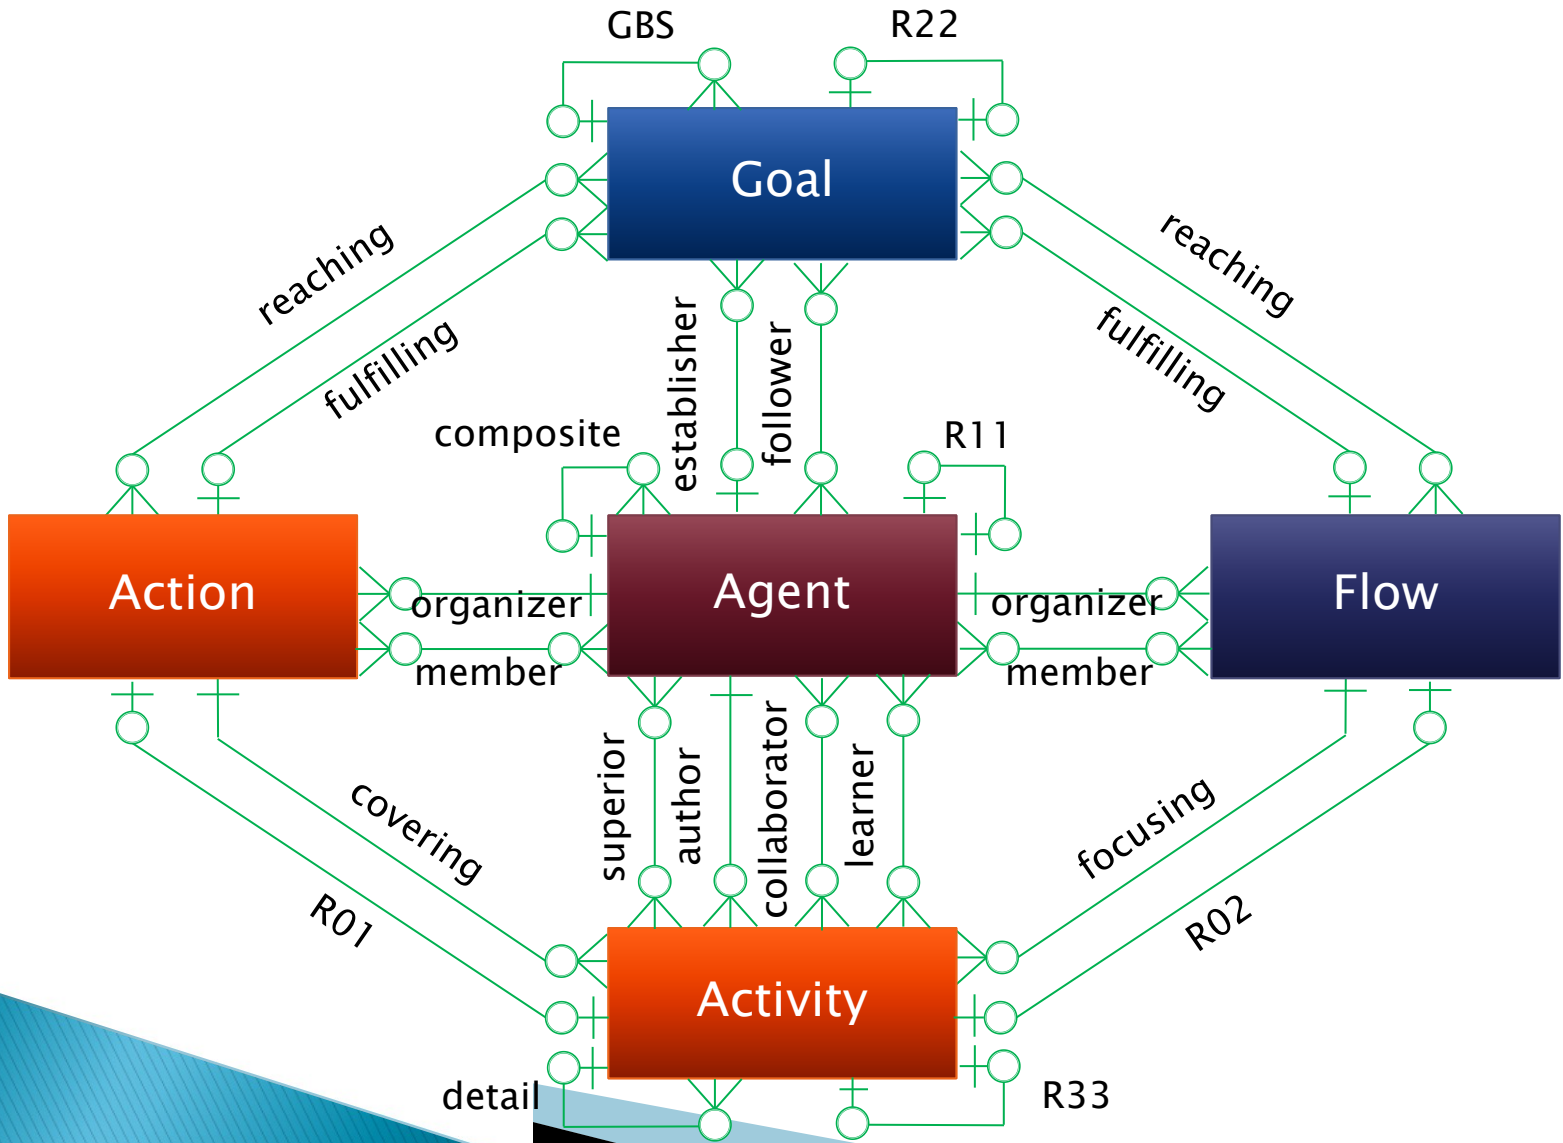 GBS
R22
Goal
reaching
reaching
fulfilling
fulfilling
establisher
follower
composite
R11
Action
Agent
Flow
organizer
organizer
member
member
superior
author
collaborator
learner
covering
focusing
R01
R02
Activity
detail
R33